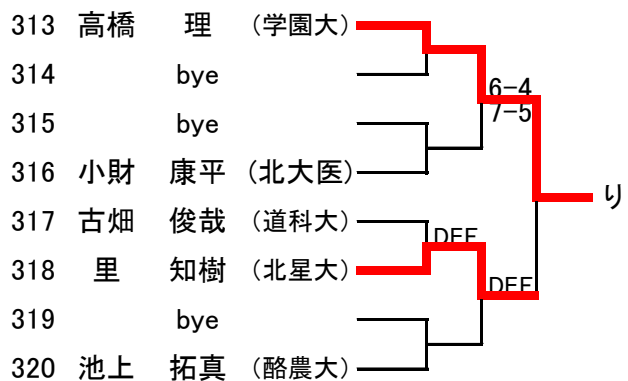 313 高橋 理 (学園大)
314 bye
6-4
7-5
315 bye
316 小財 康平 (北大医)
り
317 古畑 俊哉 (道科大)
DEF
318 里 知樹 (北星大)
DEF
319 bye
320 池上 拓真 (酪農大)